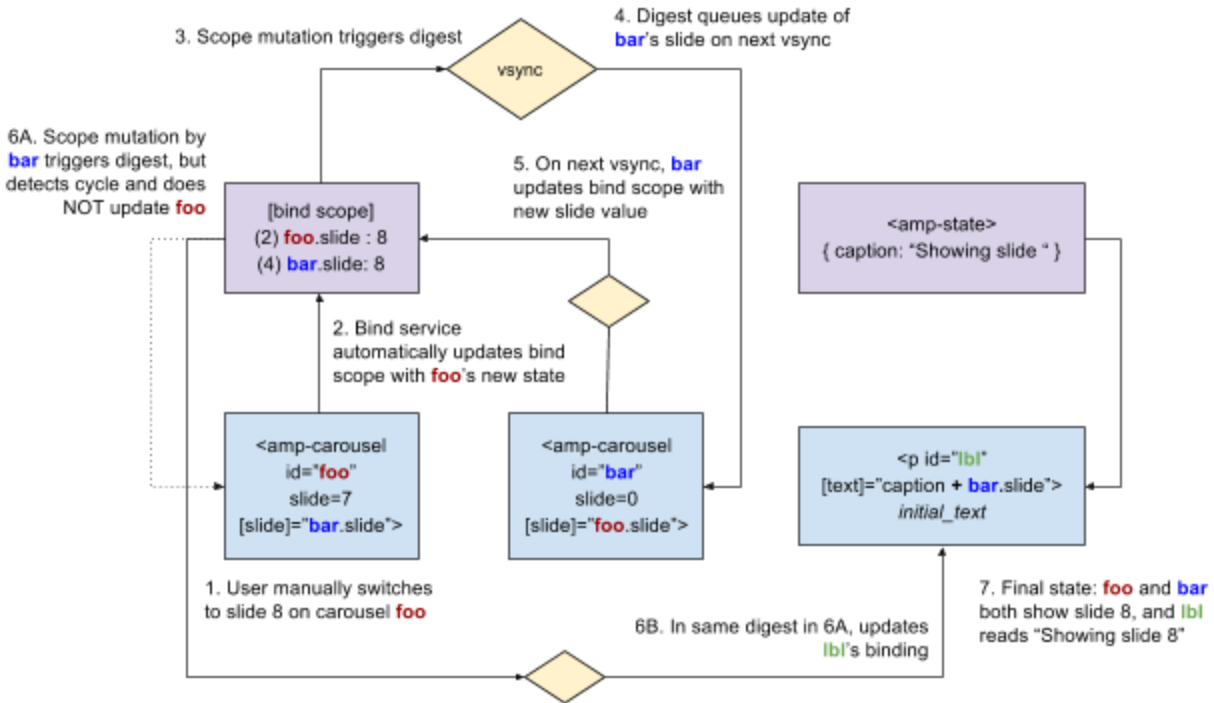 3. Scope mutation triggers digest
vsync
4. Digest queues update of
bar's slide on next vsync
6A. Scope mutation by
bar triggers digest, but
detects cycle and does
NOT update foo
5. On next vsync, bar
updates bind scope with
new slide value
[bind scope]
(2) foo.slide : 8
(4) bar.slide: 8
<amp-state>
{ caption: “Showing slide “ }
2. Bind service
automatically updates bind
scope with foo's new state
<amp-carousel
id="foo"
slide=7
[slide]="bar.slide">
<amp-carousel
id="bar"
slide=0
[slide]="foo.slide">
<p id="lbl"
[text]="caption + bar.slide">
initial_text
1. User manually switches
to slide 8 on carousel foo
6B. In same digest in 6A, updates
lbl's binding
7. Final state: foo and bar
both show slide 8, and lbl
reads “Showing slide 8”